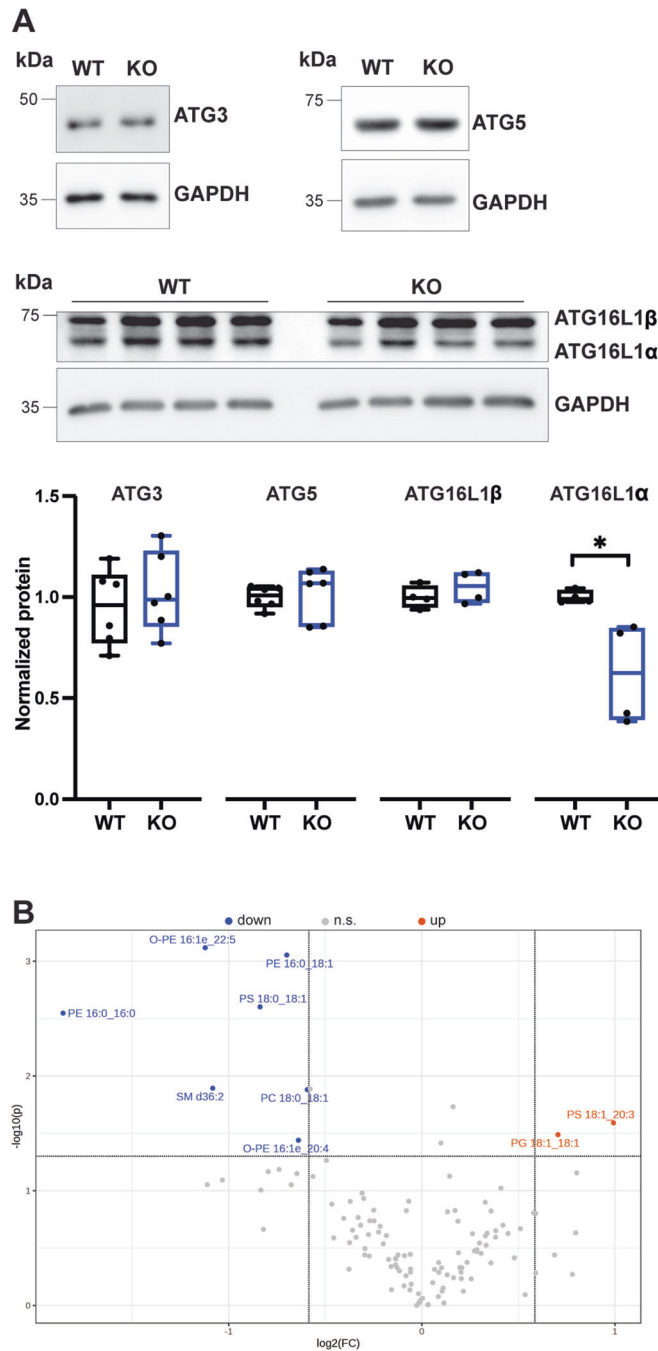 A
kDa WT KO
50 ATG3
35 GAPDH
kDa WT KO
75 ATG5
35 GAPDH
kDa WT KO
75 ATG16L1β
ATG16L1α
35 GAPDH
ATG3 ATG5 ATG16L1β ATG16L1α
*
Normalized protein
1.5
1.0
0.5
0.0
WT KO WT KO WT KO WT KO
B
down n.s. up
O-PE 16:1e_22:5
PE 16:0_18:1
PS 18:0_18:1
PE 16:0_16:0
SM d36:2
PC 18:0_18:1
PS 18:1_20:3
PG 18:1_18:1
O-PE 16:1e_20:4
-log10(p)
3
2
1
0
-1 0 1
log2(FC)